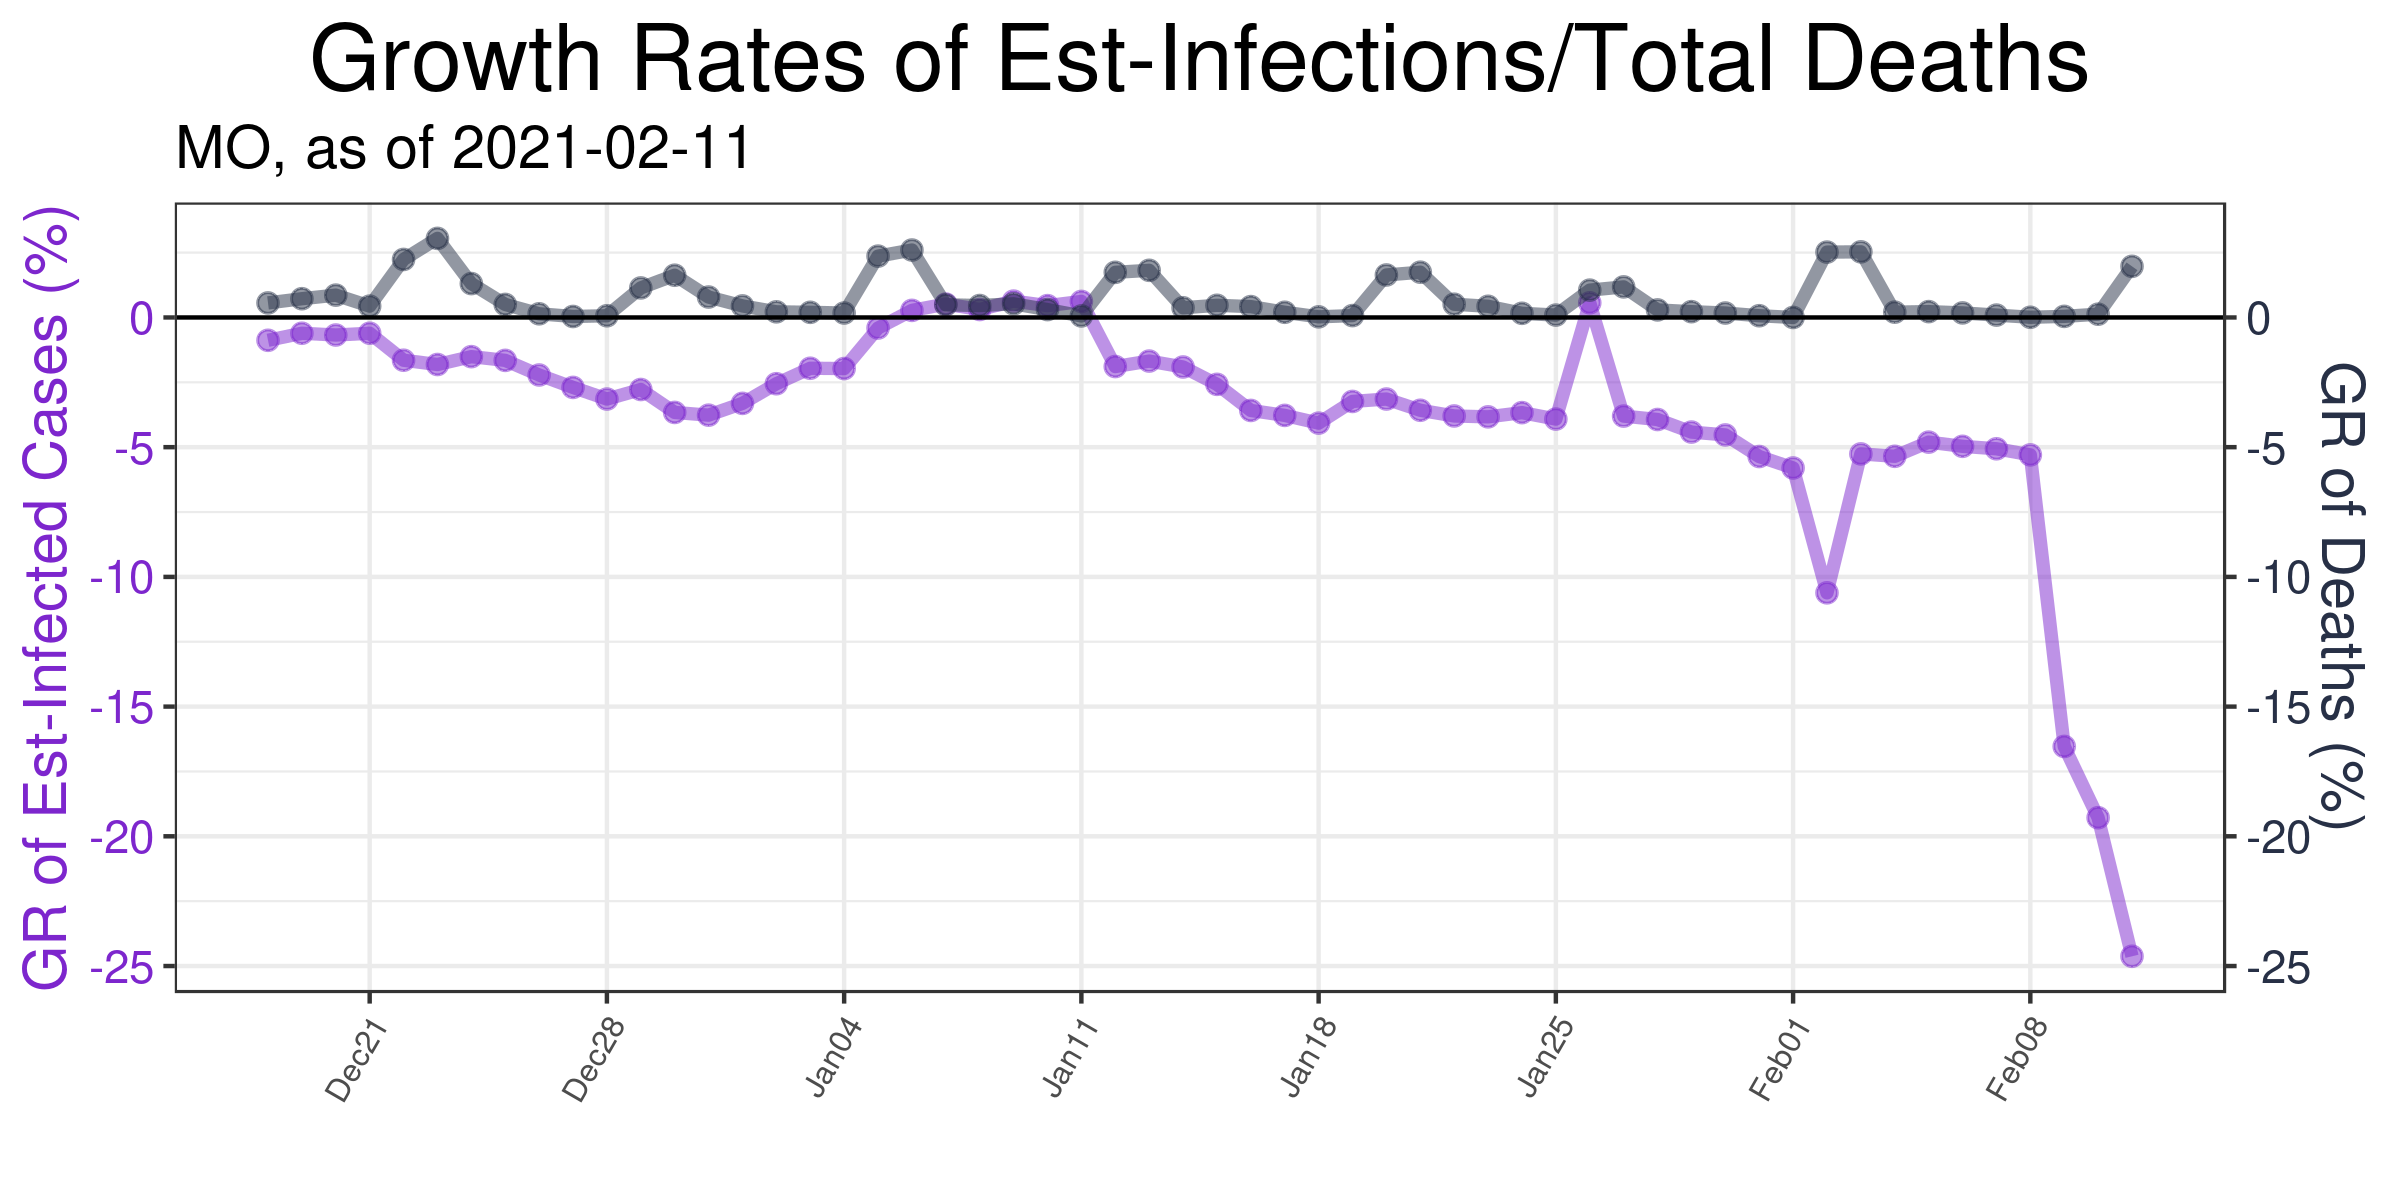 Growth Rates of Est-Infections/Total Deaths
MO, as of 2021-02-11
GR of Est-Infected Cases (%)
0
-5
-10
-15
-20
-25
0
-5
-10
-15
-20
-25
GR of Deaths (%)
Dec21
Dec28
Jan04
Jan11
Jan18
Jan25
Feb01
Feb08